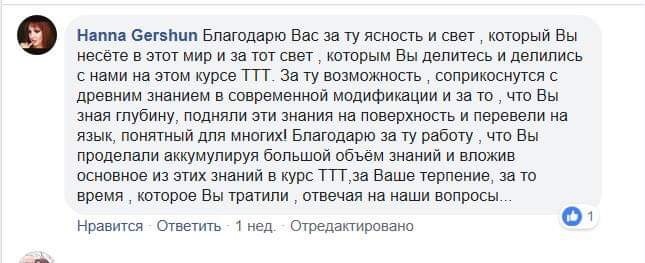 Hanna Gershun Благодарю Вас за ту ясность и свет , который Вы
несёте в этот мир и за тот свет , которым Вы делитесь и делились
с нами на этом курсе ТТТ. За ту возможность , соприкоснутся с
древним знанием в современной модификации и за то , что Вы
зная глубину, подняли эти знания на поверхность и перевели на
язык, понятный для многих! Благодарю за ту работу , что Вы
проделали аккумулируя большой объём знаний и вложив
основное из этих знаний в курс ТТТ,за Ваше терпение, за то
время , которое Вы тратили , отвечая на наши вопросы...
Нравится · Ответить · 1 нед. · Отредактировано
1